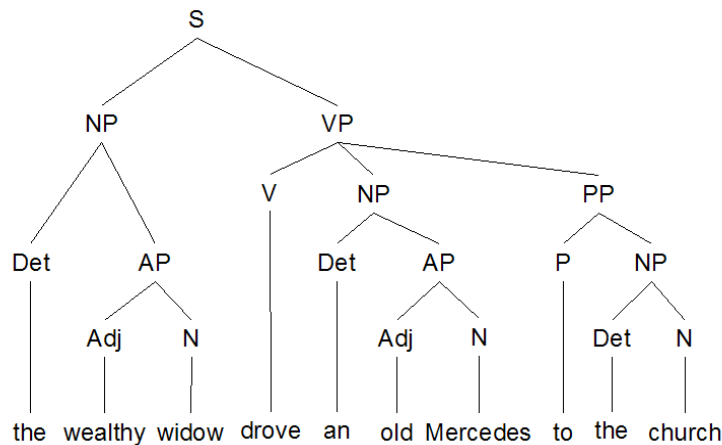 S
NP VP
V NP PP
Det AP Det AP P NP
Adj N Adj N Det N
the wealthy widow drove an old Mercedes to the church